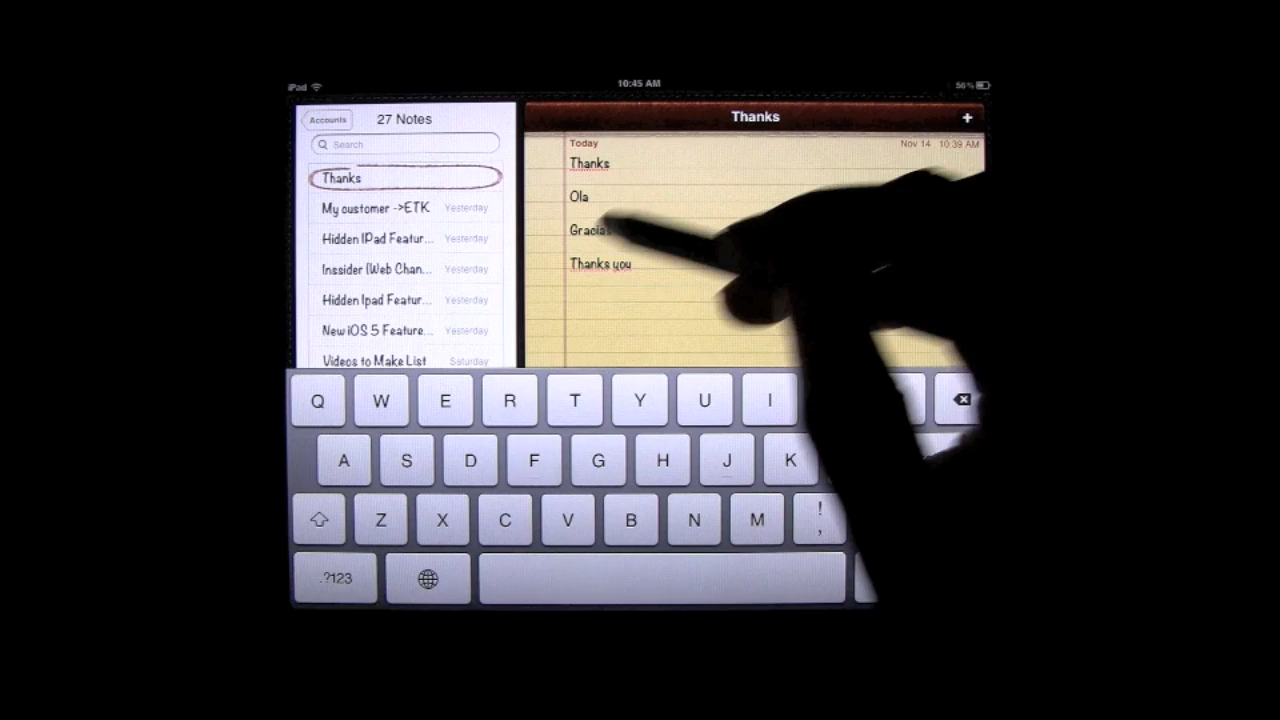 iPad 10:45 AM 56%
Accounts 27 Notes
Search
Thanks
My customer ->ETK Yesterday
Hidden IPad Featur... Yesterday
Inssider (Web Chan... Yesterday
Hidden Ipad Featur... Yesterday
New iOS 5 Feature... Yesterday
Videos to Make List Saturday
Thanks +
Today Nov 14 10:39 AM
Thanks
Ola
Gracias
Thanks you
Q W E R T Y U I
A S D F G H J K
Z X C V B N M ! ,
.?123